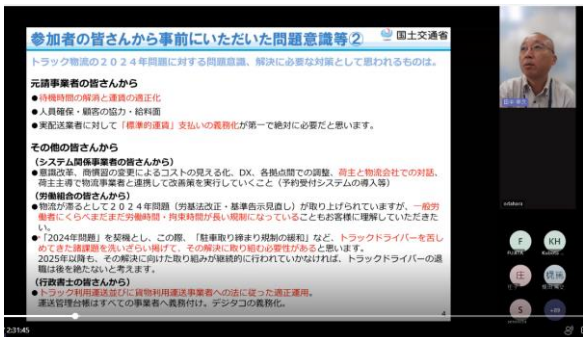 参加者の皆さんから事前にいただいた問題意識等②
国土交通省
トラック物流の2024年問題に対する問題意識、解決に必要な対策として思われるものは。
元請事業者の皆さんから
●待機時間の解消と運賃の適正化
●人員確保・顧客の協力・給料面
●実配送業者に対して「標準的運賃」支払いの義務化が第一で絶対に必要だと思います。
その他の皆さんから
(システム関係事業者の皆さんから)
●意識改革、商慣習の変更によるコストの見える化、DX、各拠点間での調整、荷主と物流会社での対話、
荷主主導で物流事業者と連携して改善策を実行していくこと(予約受付システムの導入等)
(労働組合の皆さんから)
●物流が滞るとして2024年問題(労基法改正・基準告示見直し)が取り上げられていますが、一般労
働者にくらべまだまだ労働時間・拘束時間が長い規制になっていることもお客様に理解していただきた
い。
●「2024年問題」を契機とし、この際、「駐車取り締まり規制の緩和」など、トラックドライバーを苦し
めてきた諸課題を洗いざらい掲げて、その解決に取り組む必要性があると思います。
2025年以降も、その解決に向けた取り組みが継続的に行われていかなければ、トラックドライバーの退
職は後を絶たないと考えます。
(行政書士の皆さんから)
●トラック利用運送並びに貨物利用運送事業者への法に従った適正運用。
運送管理台帳はすべての事業者へ義務付け。デジタコの義務化。
4
F
KH
庄
S
+89
2:31:45